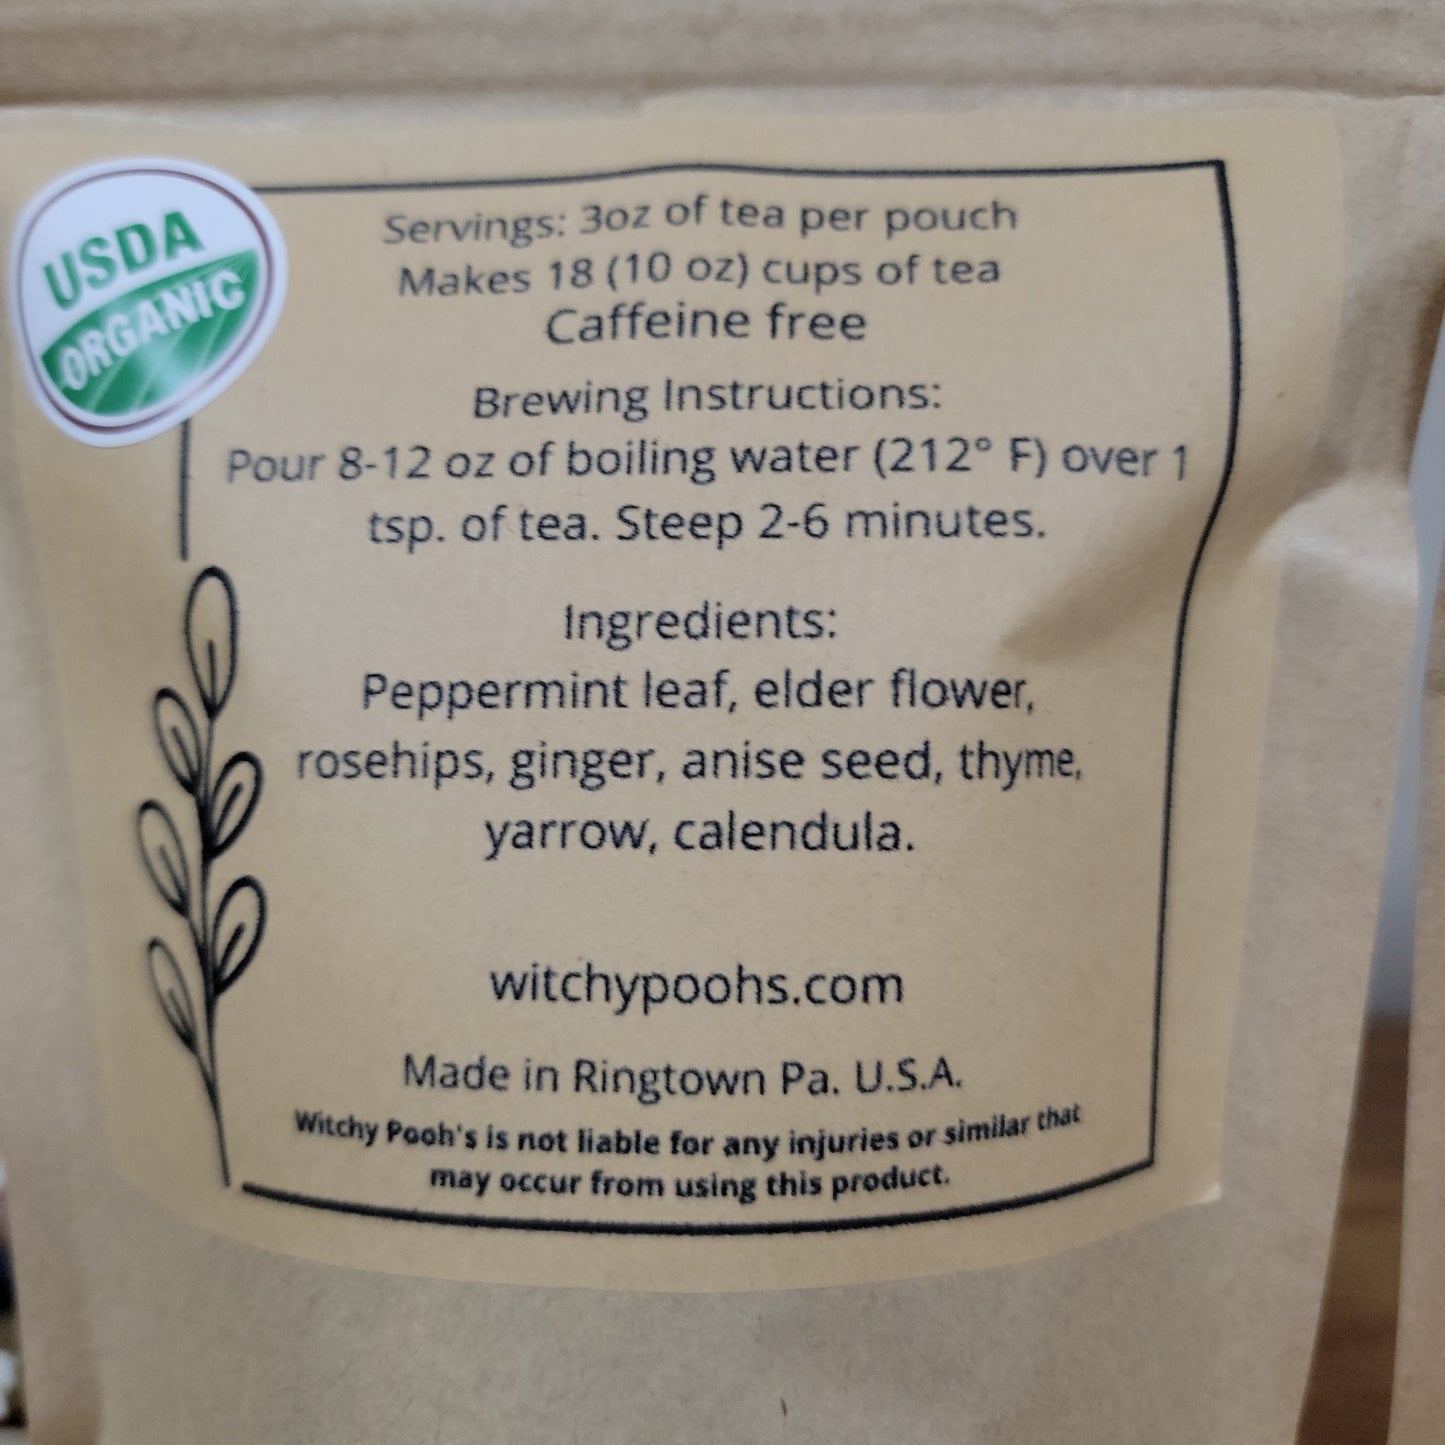 USDA
ORGANIC
Servings: 3oz of tea per pouch
Makes 18 (10 oz) cups of tea
Caffeine free
Brewing Instructions:
Pour 8-12 oz of boiling water (212° F) over 1
tsp. of tea. Steep 2-6 minutes.
Ingredients:
Peppermint leaf, elder flower,
rosehips, ginger, anise seed, thyme,
yarrow, calendula.
witchypoohs.com
Made in Ringtown Pa. U.S.A.
Witchy Pooh's is not liable for any injuries or similar that
may occur from using this product.